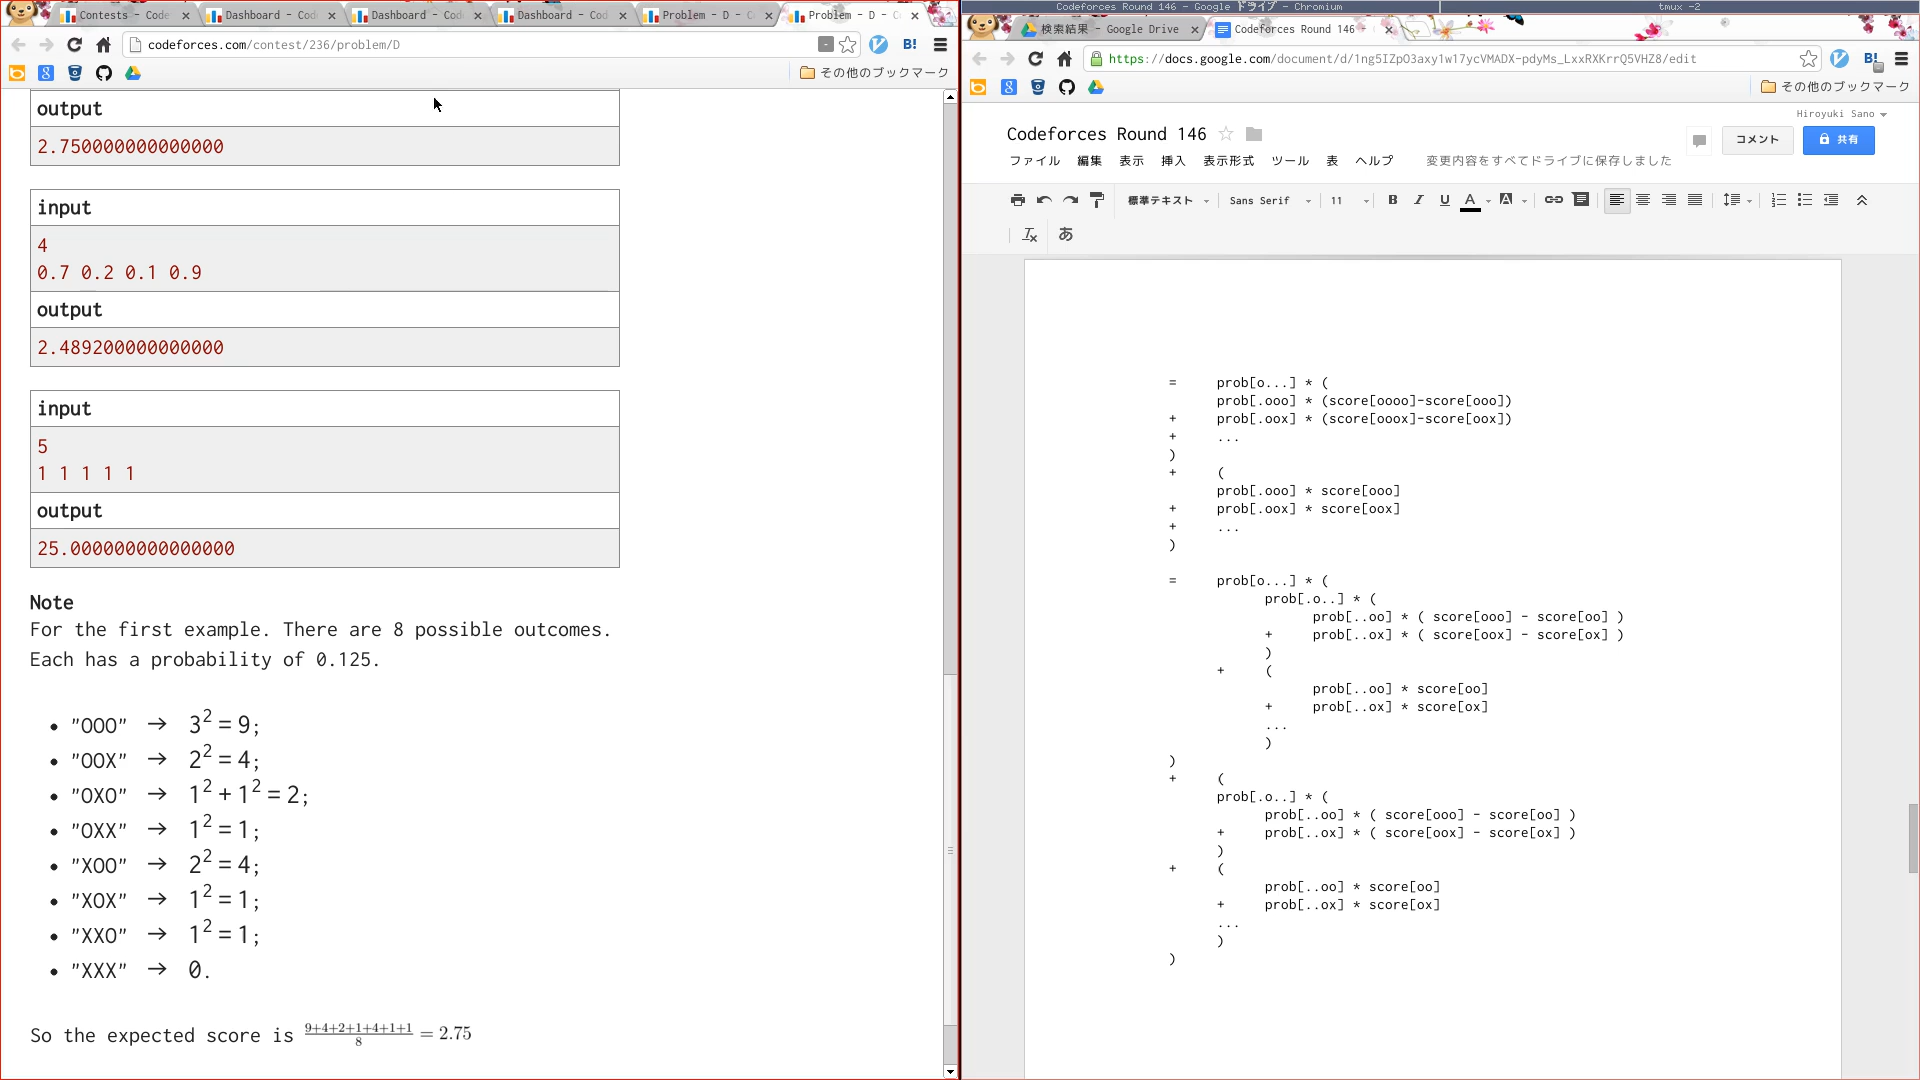 Contests - Code
Dashboard - Cod
Dashboard - Cod
Dashboard - Cod
Problem - D - C
Problem - D - C
codeforces.com/contest/236/problem/D
B!
その他のブックマーク
output
2.750000000000000
input
4
0.7 0.2 0.1 0.9
output
2.489200000000000
input
5
1 1 1 1 1
output
25.000000000000000
Note
For the first example. There are 8 possible outcomes.
Each has a probability of 0.125.
• "OOO" → 3² = 9;
• "OOX" → 2² = 4;
• "OXO" → 1² + 1² = 2;
• "OXX" → 1² = 1;
• "XOO" → 2² = 4;
• "XOX" → 1² = 1;
• "XXO" → 1² = 1;
• "XXX" → 0.
So the expected score is (9+4+2+1+4+1+1)/8 = 2.75
Codeforces Round 146 - Google ドライブ - Chromium
tmux -2
検索結果 - Google Drive
Codeforces Round 146 -
https://docs.google.com/document/d/1ng5IZpO3axy1w17ycVMADX-pdyMs_LxxRXKrrQ5VHZ8/edit
B!
その他のブックマーク
Hiroyuki Sano
Codeforces Round 146
コメント
共有
ファイル 編集 表示 挿入 表示形式 ツール 表 ヘルプ 変更内容をすべてドライブに保存しました
標準テキスト Sans Serif 11 B I U A A
あ
= prob[o...] * (
prob[.ooo] * (score[oooo]-score[ooo])
+ prob[.oox] * (score[ooox]-score[oox])
+ ...
)
+ (
prob[.ooo] * score[ooo]
+ prob[.oox] * score[oox]
+ ...
)
= prob[o...] * (
prob[.o..] * (
prob[..oo] * ( score[ooo] - score[oo] )
+ prob[..ox] * ( score[oox] - score[ox] )
)
+ (
prob[..oo] * score[oo]
+ prob[..ox] * score[ox]
...
)
)
+ (
prob[.o..] * (
prob[..oo] * ( score[ooo] - score[oo] )
+ prob[..ox] * ( score[oox] - score[ox] )
)
+ (
prob[..oo] * score[oo]
+ prob[..ox] * score[ox]
...
)
)